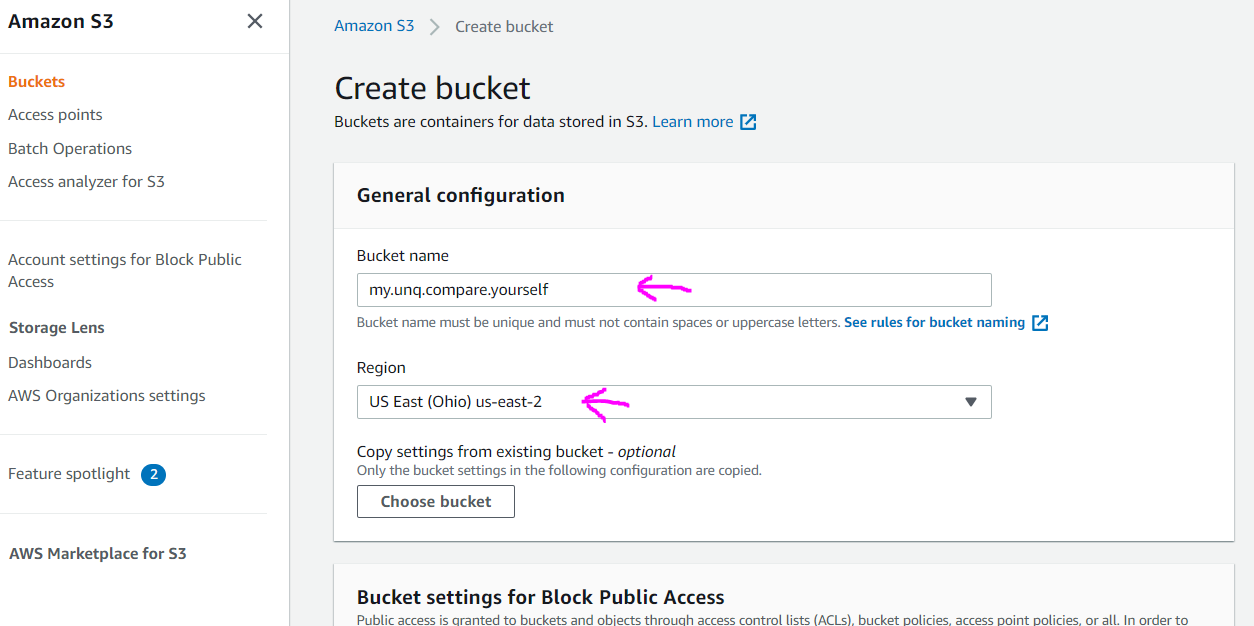 Amazon S3
Buckets
Access points
Batch Operations
Access analyzer for S3
Account settings for Block Public
Access
Storage Lens
Dashboards
AWS Organizations settings
Feature spotlight 2
AWS Marketplace for S3
Amazon S3 > Create bucket
Create bucket
Buckets are containers for data stored in S3. Learn more
General configuration
Bucket name
my.unq.compare.yourself
Bucket name must be unique and must not contain spaces or uppercase letters. See rules for bucket naming
Region
US East (Ohio) us-east-2
Copy settings from existing bucket - optional
Only the bucket settings in the following configuration are copied.
Choose bucket
Bucket settings for Block Public Access
Public access is granted to buckets and objects through access control lists (ACLs), bucket policies, access point policies, or all. In order to